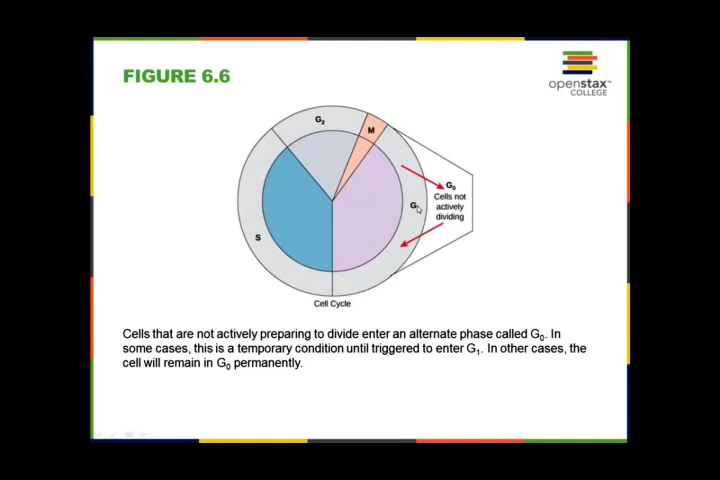 FIGURE 6.6
openstax™
COLLEGE
G₂
M
G₀
Cells not
actively
dividing
G
S
Cell Cycle
Cells that are not actively preparing to divide enter an alternate phase called G₀. In
some cases, this is a temporary condition until triggered to enter G₁. In other cases, the
cell will remain in G₀ permanently.